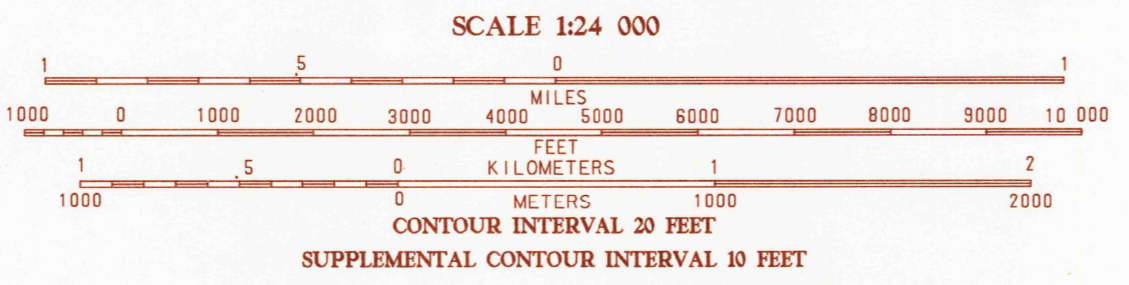 SCALE 1:24 000
1 .5 0 1
MILES
1000 0 1000 2000 3000 4000 5000 6000 7000 8000 9000 10 000
FEET
1 .5 0 KILOMETERS 1 2
1000 0 METERS 1000 2000
CONTOUR INTERVAL 20 FEET
SUPPLEMENTAL CONTOUR INTERVAL 10 FEET